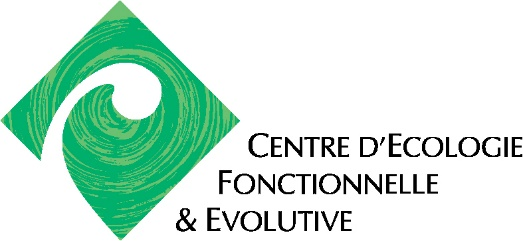 CENTRE D'ECOLOGIE
FONCTIONNELLE
& EVOLUTIVE